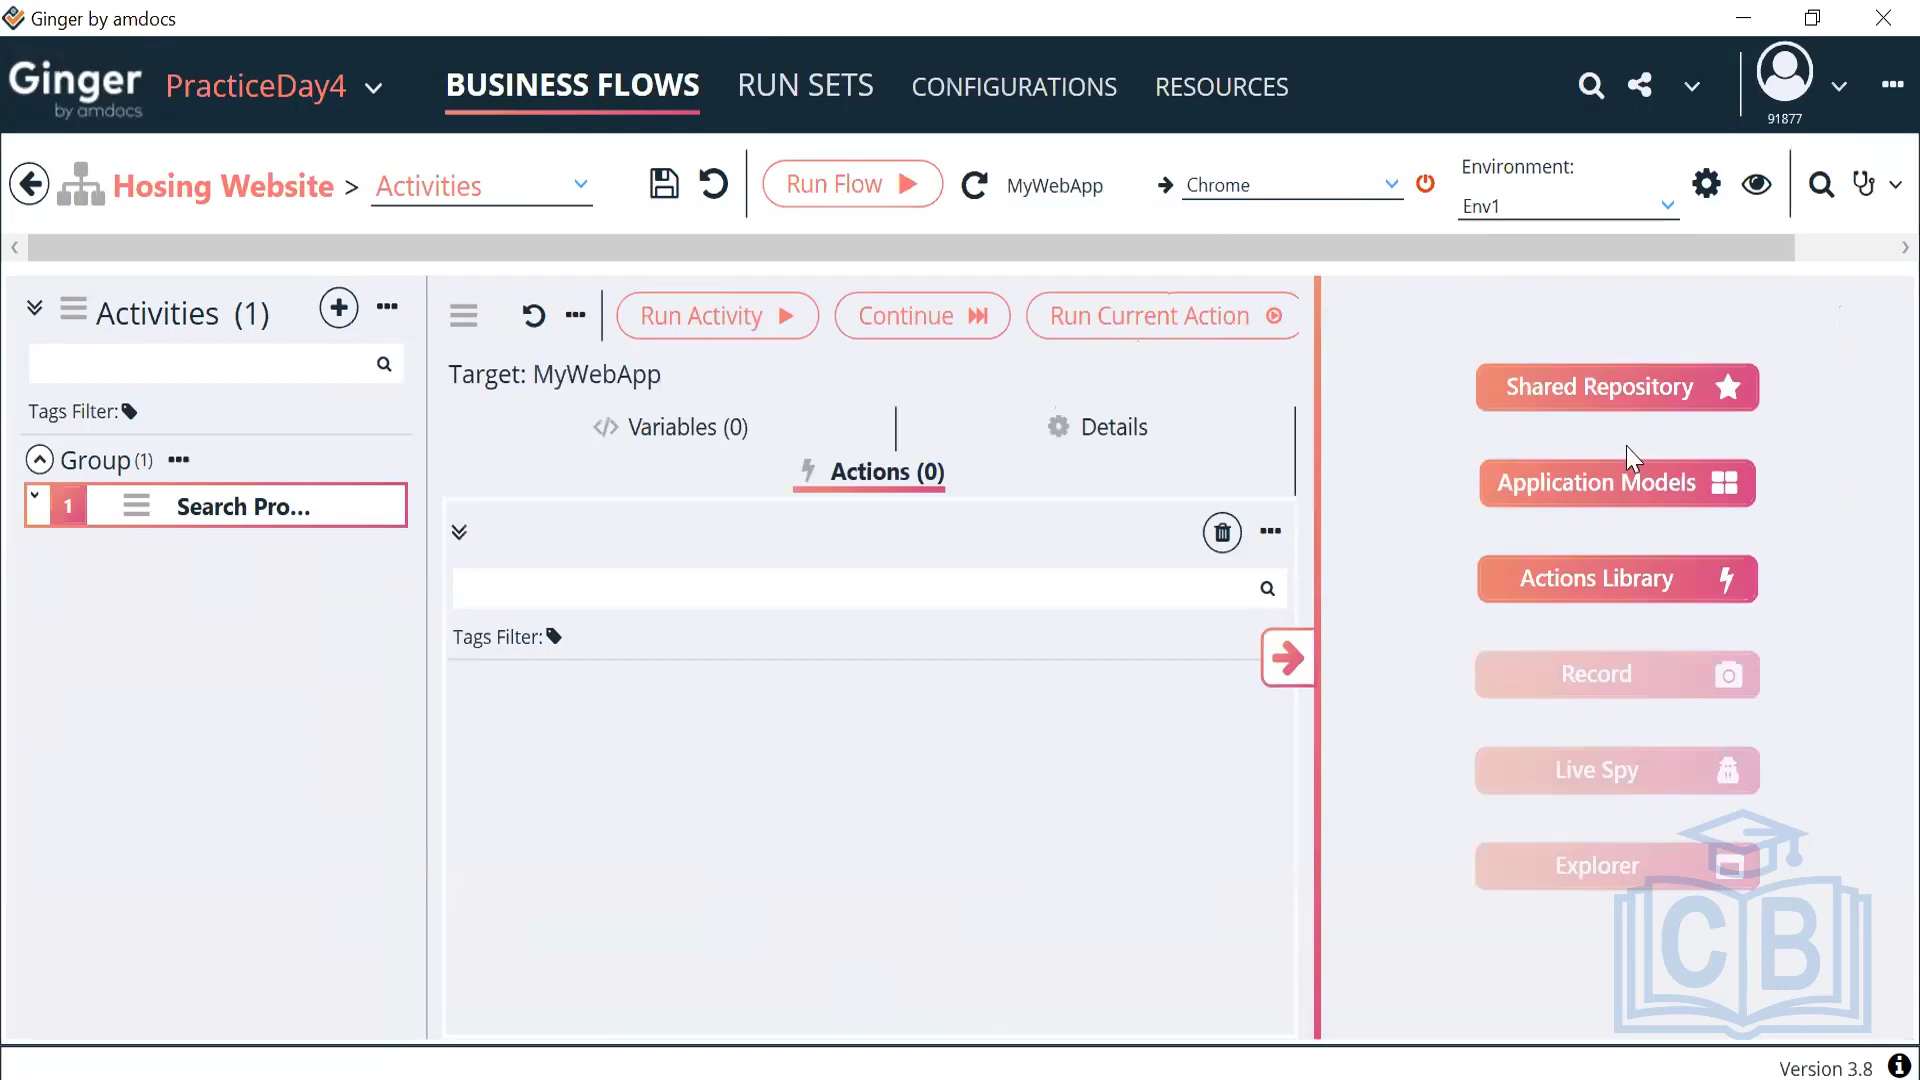 Ginger by amdocs
Ginger
by amdocs
PracticeDay4
BUSINESS FLOWS
RUN SETS
CONFIGURATIONS
RESOURCES
91877
Hosing Website > Activities
Run Flow
MyWebApp
Chrome
Environment:
Env1
Activities (1)
Tags Filter:
Group (1)
1
Search Pro...
Run Activity
Continue
Run Current Action
Target: MyWebApp
Variables (0)
Details
Actions (0)
Tags Filter:
Shared Repository
Application Models
Actions Library
Record
Live Spy
Explorer
CB
Version 3.8